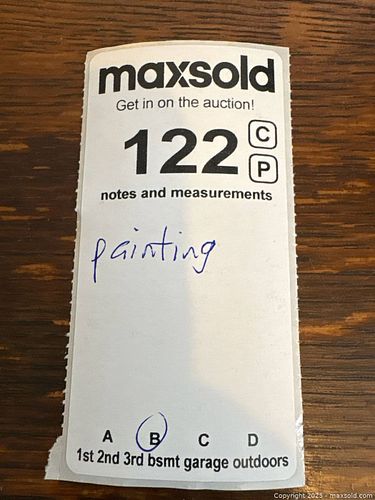 maxsold
Get in on the auction!
122 C
P
notes and measurements
painting
A B C D
1st 2nd 3rd bsmt garage outdoors
© Copyright 2025 - maxsold.com